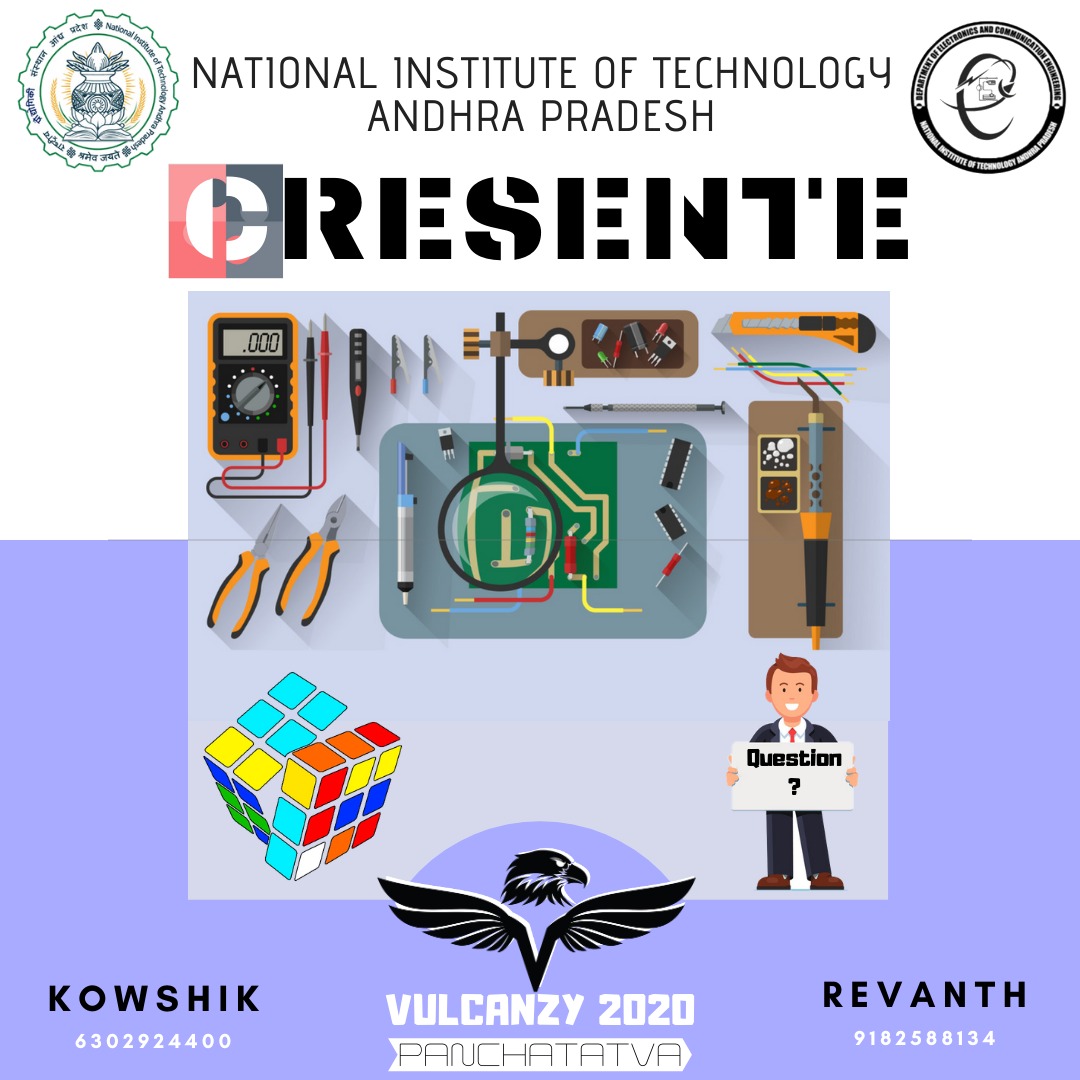 राष्ट्रीय प्रौद्योगिकी संस्थान आंध्र प्रदेश
National Institute of Technology Andhra Pradesh
श्रमेव जयते
NATIONAL INSTITUTE OF TECHNOLOGY
ANDHRA PRADESH
DEPARTMENT OF ELECTRONICS AND COMMUNICATION ENGINEERING
NATIONAL INSTITUTE OF TECHNOLOGY ANDHRA PRADESH
CRESENTE
.000
Question
?
KOWSHIK
6302924400
VULCANZY 2020
PANCHATATVA
REVANTH
9182588134